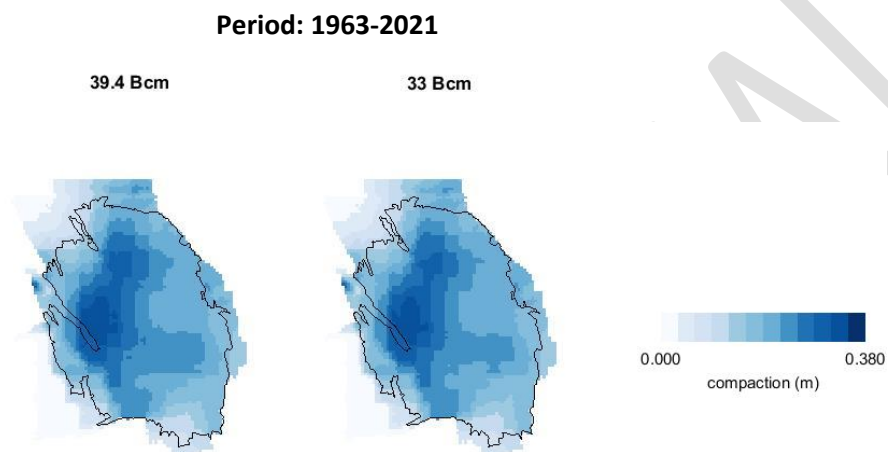 Period: 1963-2021
39.4 Bcm
33 Bcm
0.000
0.380
compaction (m)